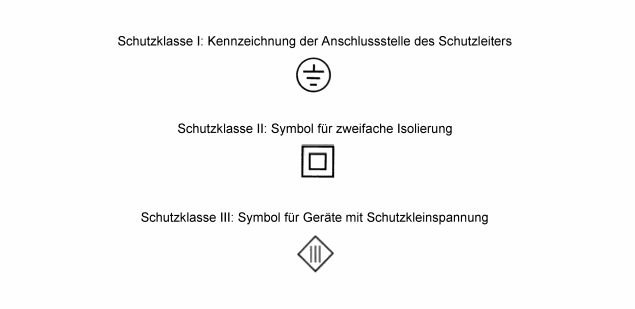 Schutzklasse I: Kennzeichnung der Anschlussstelle des Schutzleiters
Schutzklasse II: Symbol für zweifache Isolierung
Schutzklasse III: Symbol für Geräte mit Schutzkleinspannung
III